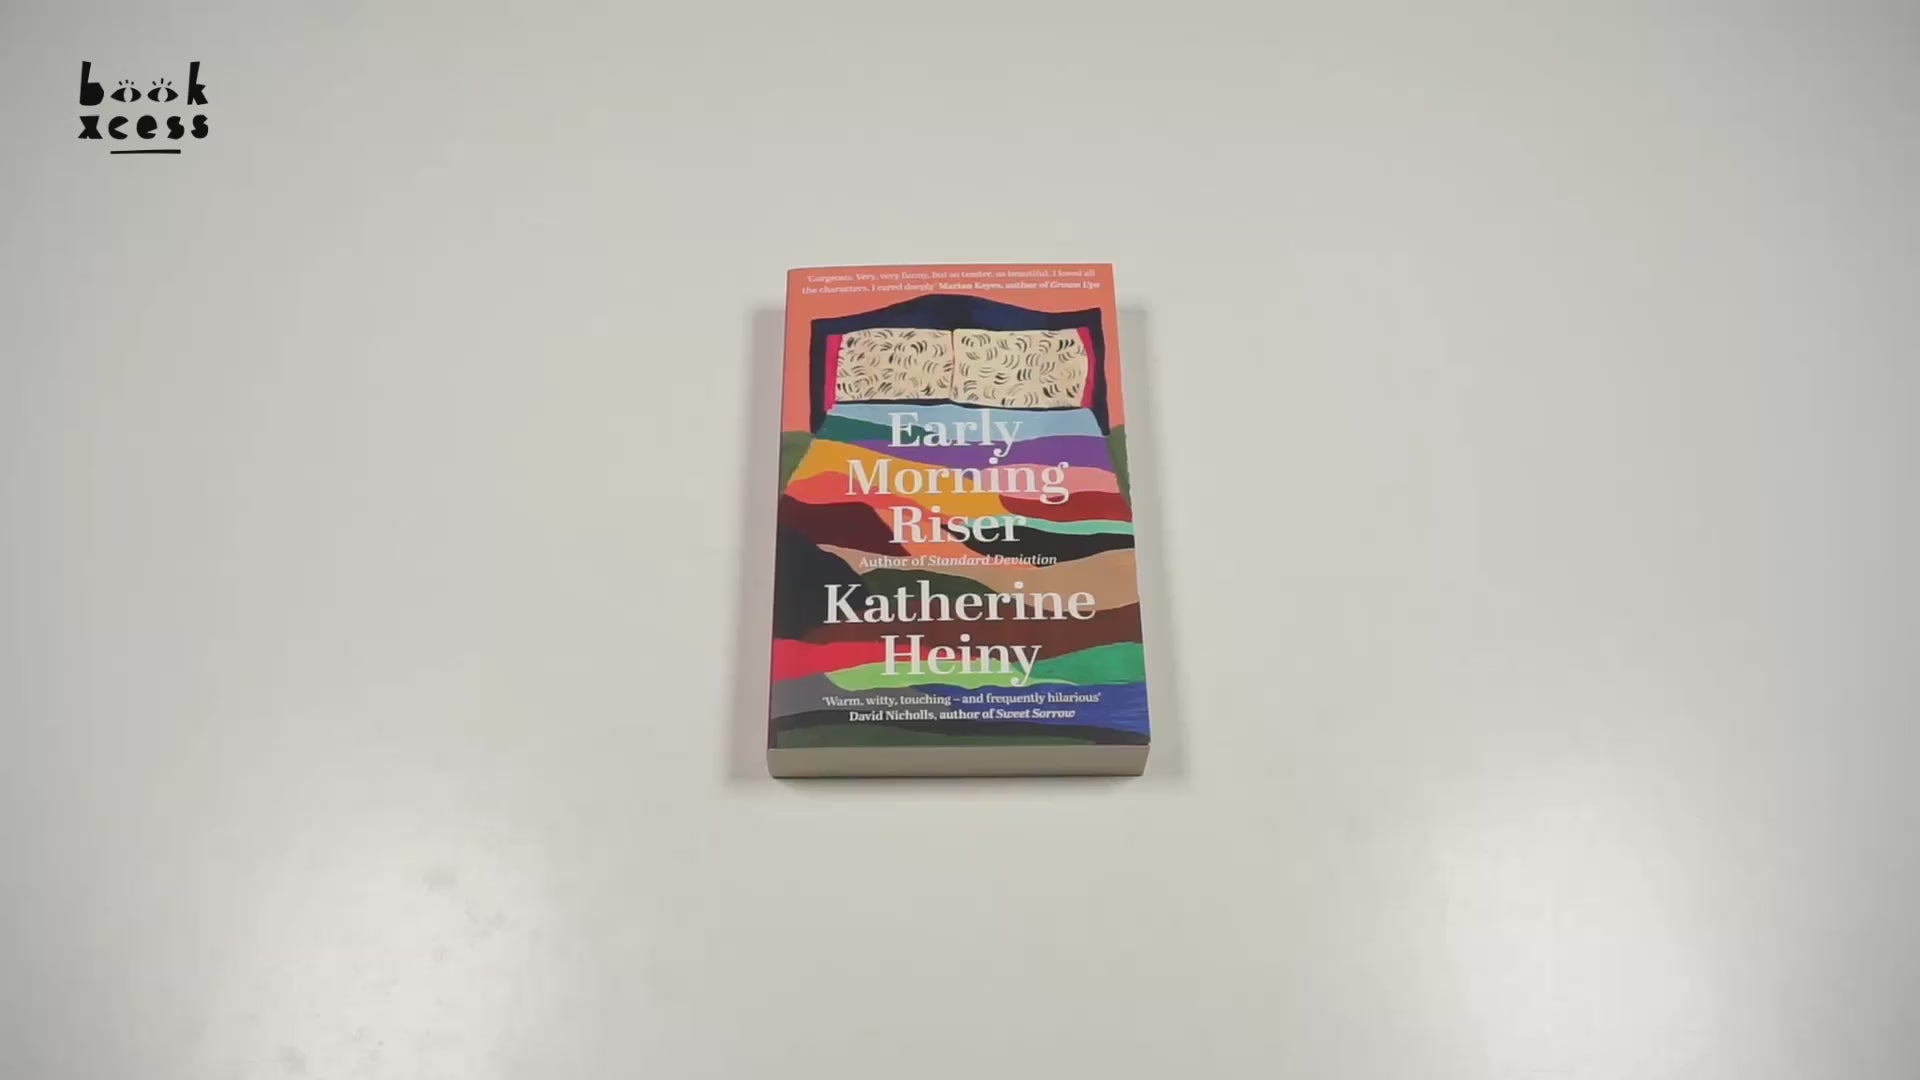 book
xcess
'Gorgeous. Very, very funny, but so tender, so beautiful. I loved all
the characters, I cared deeply' Marian Keyes, author of Grown Ups
Early
Morning
Riser
Author of Standard Deviation
Katherine
Heiny
'Warm, witty, touching – and frequently hilarious'
David Nicholls, author of Sweet Sorrow